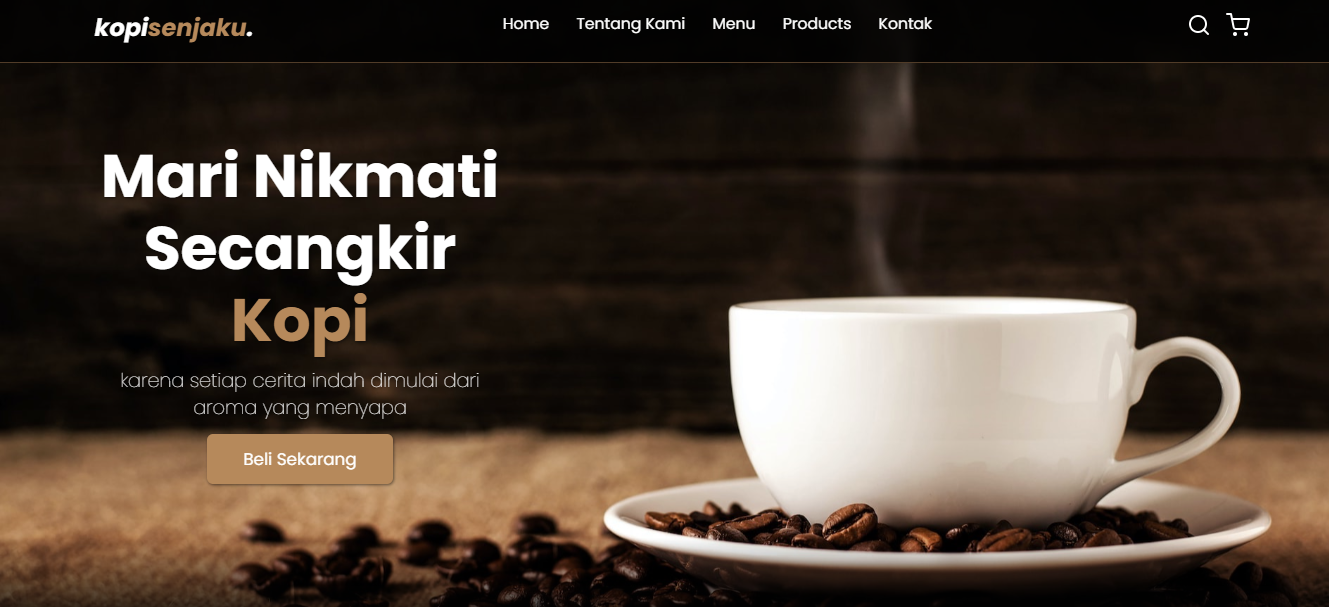 kopisenjaku.
Home Tentang Kami Menu Products Kontak
Mari Nikmati
Secangkir
Kopi
karena setiap cerita indah dimulai dari
aroma yang menyapa
Beli Sekarang